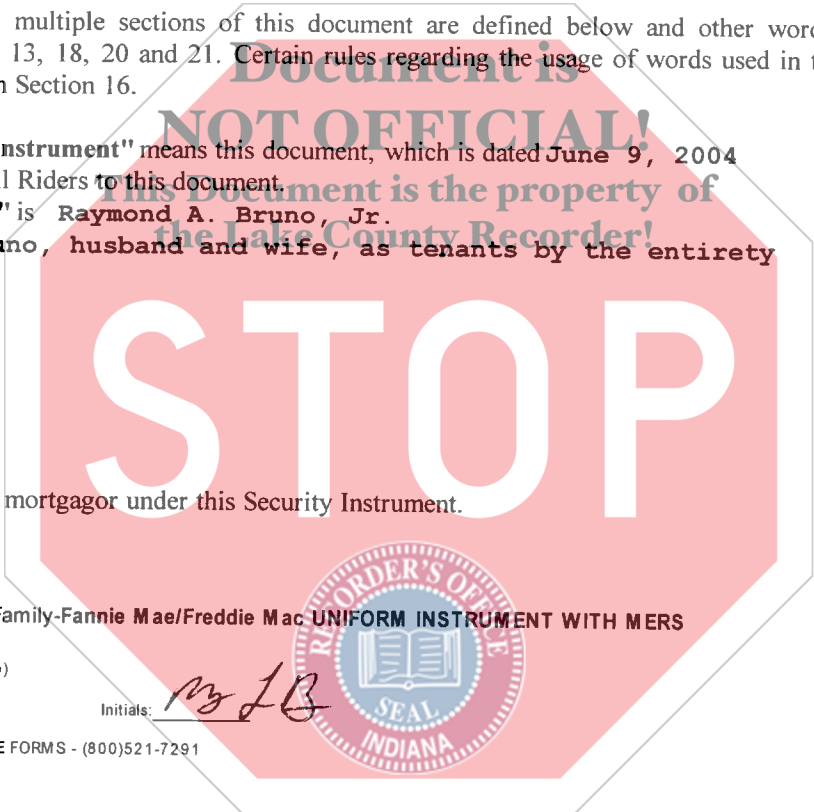 multiple sections of this document are defined below and other word
13, 18, 20 and 21. Certain rules regarding the usage of words used in t
n Section 16.
Document is
NOT OFFICIAL!
This Document is the property of
the Lake County Recorder!
nstrument" means this document, which is dated June 9, 2004
l Riders to this document.
" is Raymond A. Bruno, Jr.
uno, husband and wife, as tenants by the entirety
STOP
mortgagor under this Security Instrument.
Family-Fannie Mae/Freddie Mac UNIFORM INSTRUMENT WITH MERS
)
Initials:
E FORMS - (800)521-7291
RECORDER'S OFFICE
SEAL
INDIANA